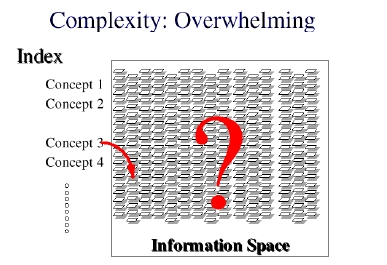 Complexity: Overwhelming
Index
Concept 1
Concept 2
Concept 3
Concept 4
?
Information Space